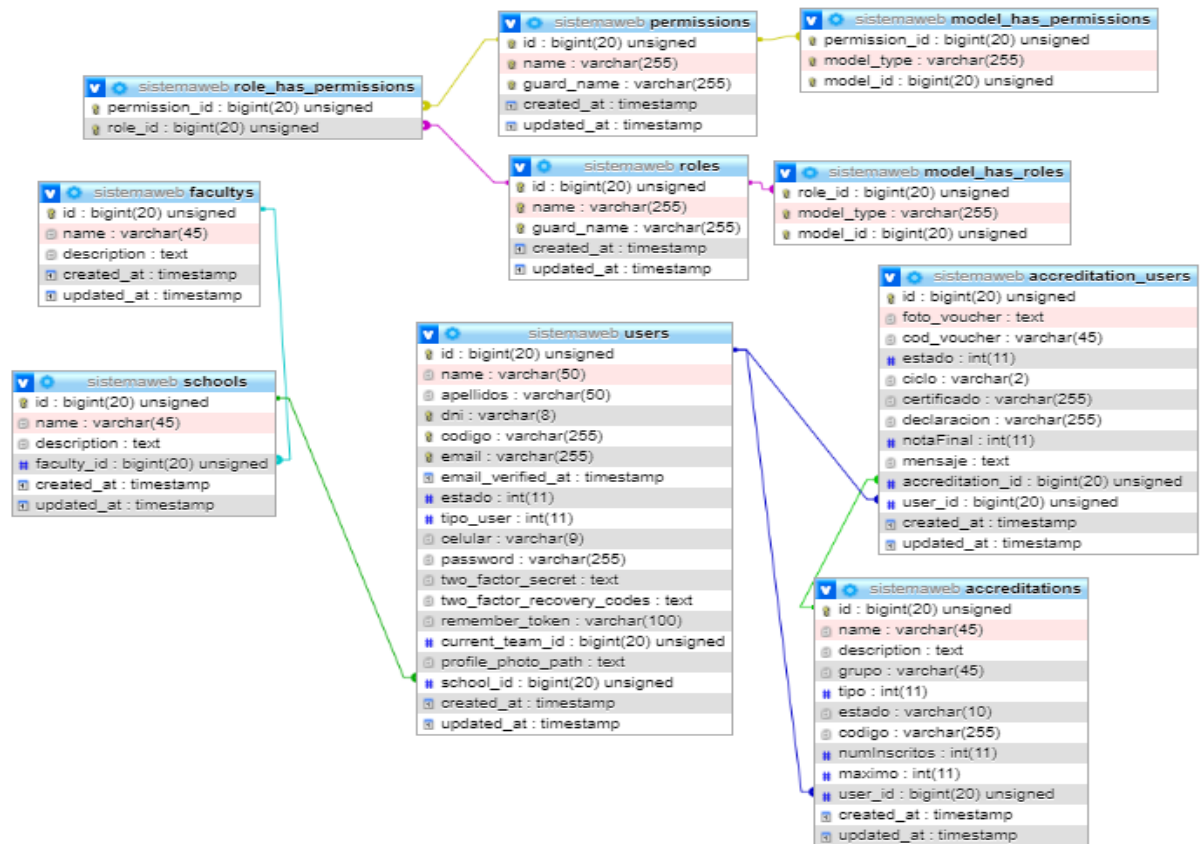 sistemaweb permissions
id : bigint(20) unsigned
name : varchar(255)
guard_name : varchar(255)
created_at : timestamp
updated_at : timestamp
sistemaweb model_has_permissions
permission_id : bigint(20) unsigned
model_type : varchar(255)
model_id : bigint(20) unsigned
sistemaweb role_has_permissions
permission_id : bigint(20) unsigned
role_id : bigint(20) unsigned
sistemaweb roles
id : bigint(20) unsigned
name : varchar(255)
guard_name : varchar(255)
created_at : timestamp
updated_at : timestamp
sistemaweb model_has_roles
role_id : bigint(20) unsigned
model_type : varchar(255)
model_id : bigint(20) unsigned
sistemaweb facultys
id : bigint(20) unsigned
name : varchar(45)
description : text
created_at : timestamp
updated_at : timestamp
sistemaweb accreditation_users
id : bigint(20) unsigned
foto_voucher : text
cod_voucher : varchar(45)
estado : int(11)
ciclo : varchar(2)
certificado : varchar(255)
declaracion : varchar(255)
notaFinal : int(11)
mensaje : text
accreditation_id : bigint(20) unsigned
user_id : bigint(20) unsigned
created_at : timestamp
updated_at : timestamp
sistemaweb users
id : bigint(20) unsigned
name : varchar(50)
apellidos : varchar(50)
dni : varchar(8)
codigo : varchar(255)
email : varchar(255)
email_verified_at : timestamp
estado : int(11)
tipo_user : int(11)
celular : varchar(9)
password : varchar(255)
two_factor_secret : text
two_factor_recovery_codes : text
remember_token : varchar(100)
current_team_id : bigint(20) unsigned
profile_photo_path : text
school_id : bigint(20) unsigned
created_at : timestamp
updated_at : timestamp
sistemaweb schools
id : bigint(20) unsigned
name : varchar(45)
description : text
faculty_id : bigint(20) unsigned
created_at : timestamp
updated_at : timestamp
sistemaweb accreditations
id : bigint(20) unsigned
name : varchar(45)
description : text
grupo : varchar(45)
tipo : int(11)
estado : varchar(10)
codigo : varchar(255)
numInscritos : int(11)
maximo : int(11)
user_id : bigint(20) unsigned
created_at : timestamp
updated_at : timestamp